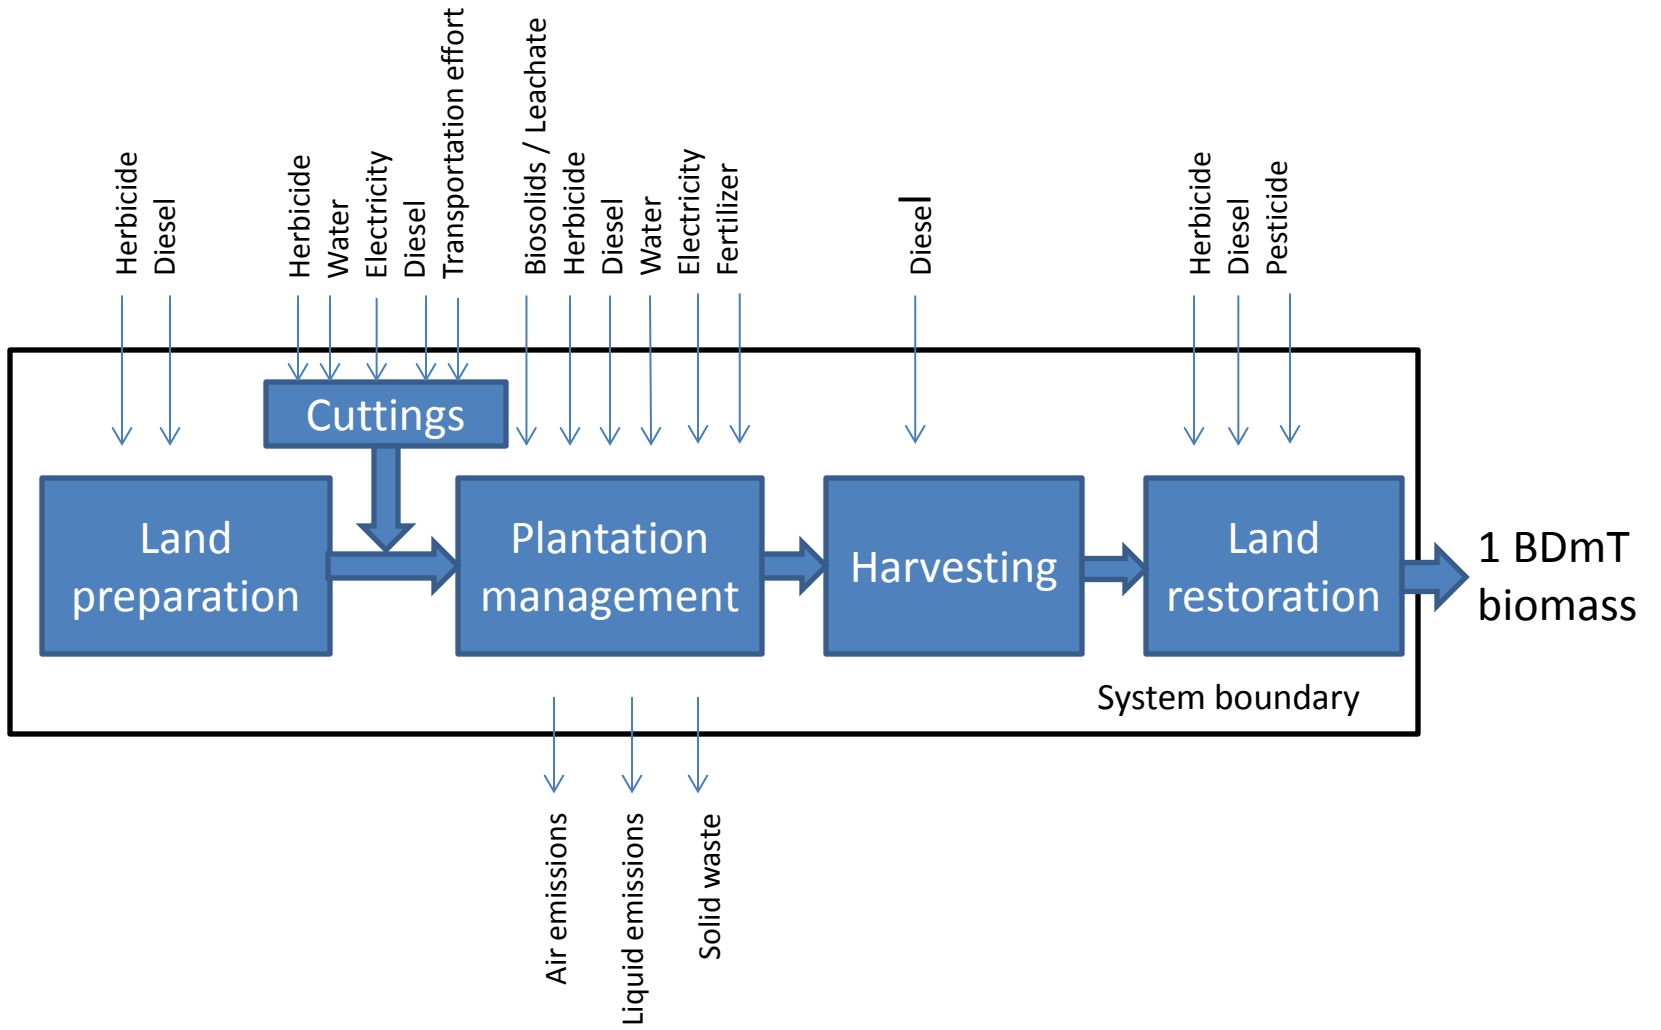 Herbicide
Diesel
Herbicide
Water
Electricity
Diesel
Transportation effort
Biosolids / Leachate
Herbicide
Diesel
Water
Electricity
Fertilizer
Diesel
Herbicide
Diesel
Pesticide
Cuttings
Land
preparation
Plantation
management
Harvesting
Land
restoration
1 BDmT
biomass
System boundary
Air emissions
Liquid emissions
Solid waste